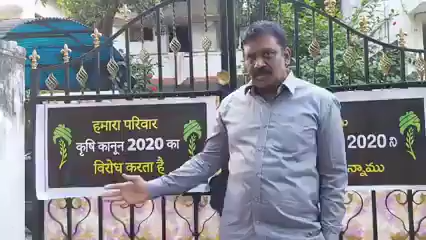 हमारा परिवार
कृषि कानून 2020 का
विरोध करता है
2020 ని
న్నాము